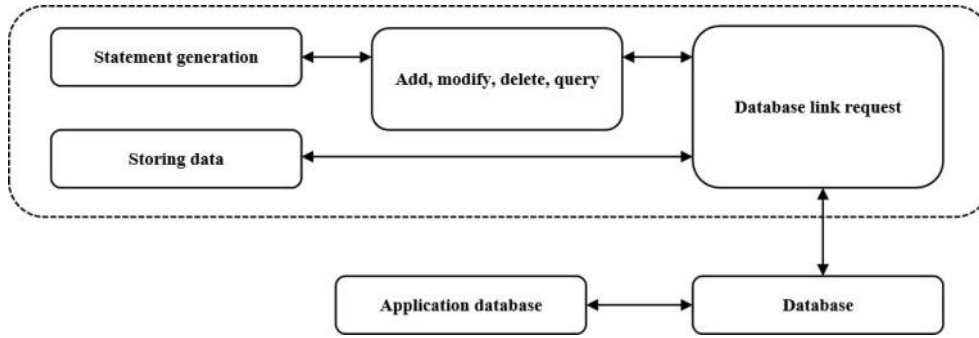 Statement generation
Add, modify, delete, query
Database link request
Storing data
Application database
Database